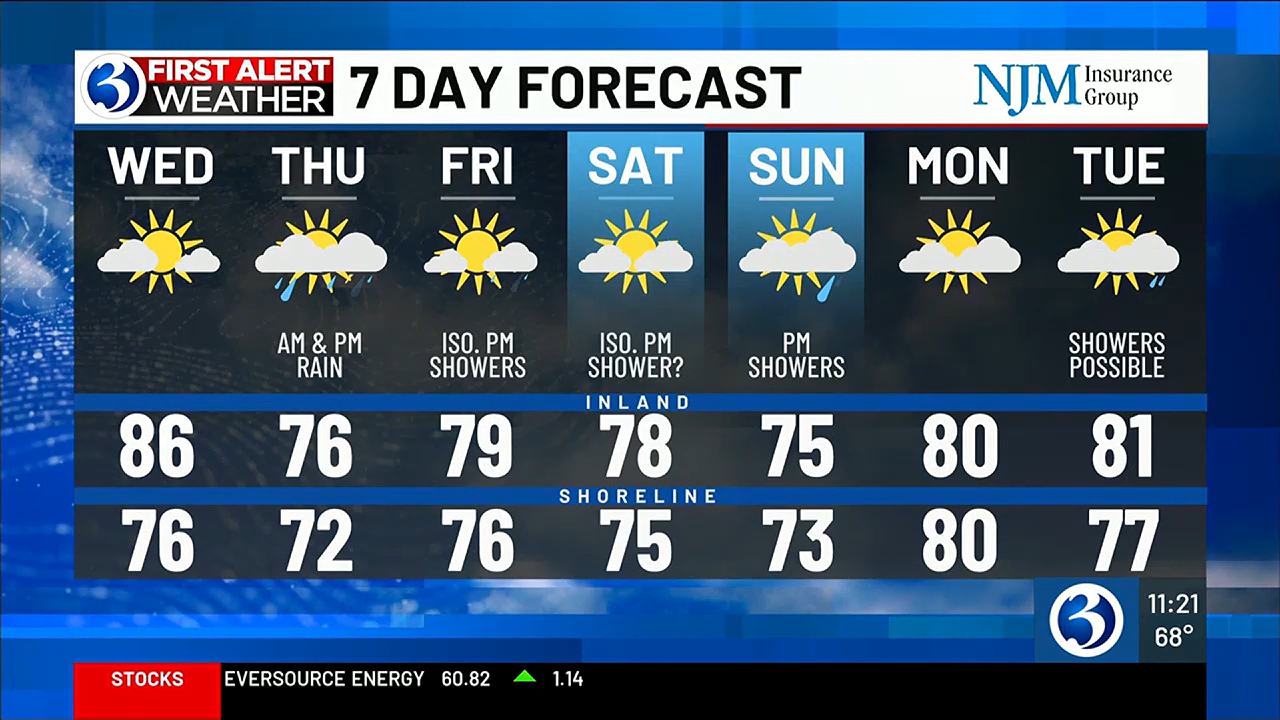 3 FIRST ALERT
WEATHER
7 DAY FORECAST
NJM Insurance
Group
WED THU FRI SAT SUN MON TUE
AM & PM
RAIN
ISO. PM
SHOWERS
ISO. PM
SHOWER?
PM
SHOWERS
SHOWERS
POSSIBLE
INLAND
86 76 79 78 75 80 81
SHORELINE
76 72 76 75 73 80 77
3
11:21
68°
STOCKS EVERSOURCE ENERGY 60.82 1.14